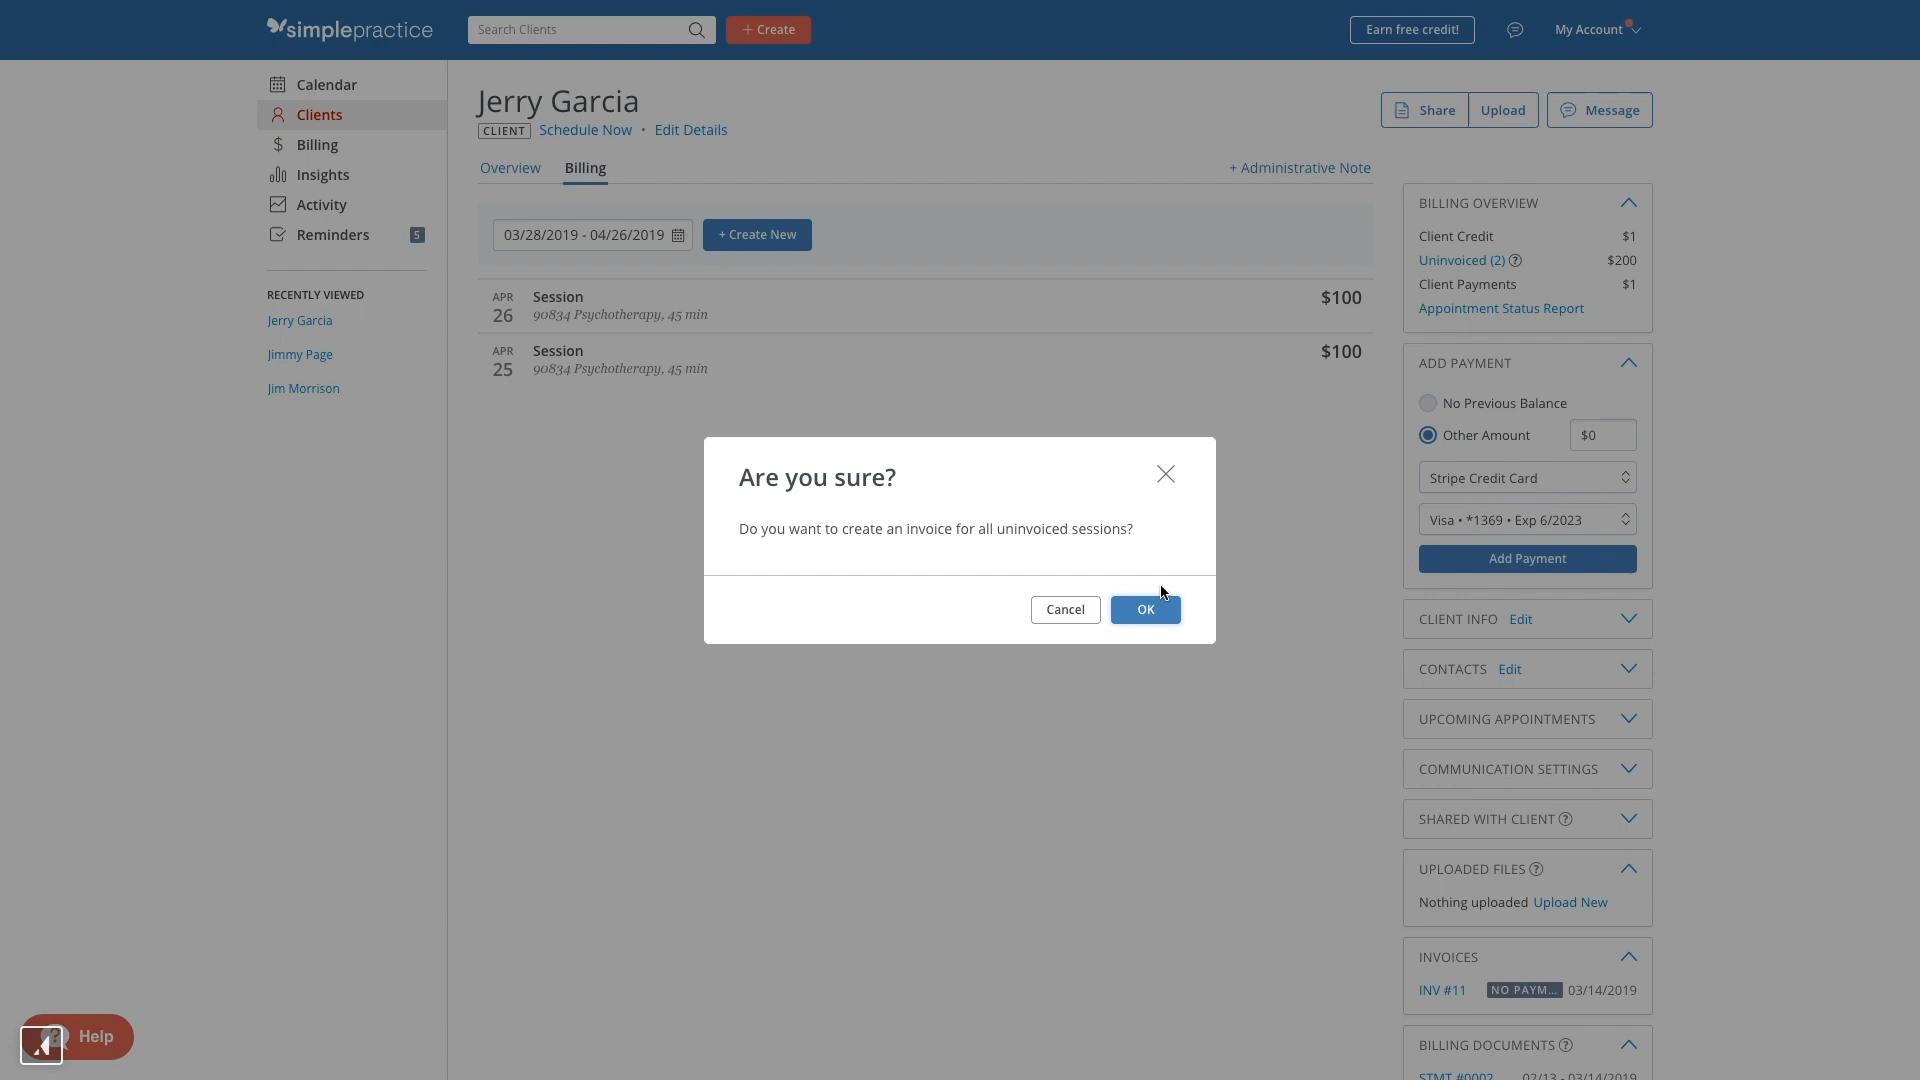 simplepractice
Search Clients
+ Create
Earn free credit!
My Account
Calendar
Clients
Billing
Insights
Activity
Reminders 5
RECENTLY VIEWED
Jerry Garcia
Jimmy Page
Jim Morrison
Jerry Garcia
CLIENT Schedule Now • Edit Details
Share Upload Message
Overview Billing + Administrative Note
03/28/2019 - 04/26/2019 + Create New
APR 26 Session $100
90834 Psychotherapy, 45 min
APR 25 Session $100
90834 Psychotherapy, 45 min
Are you sure?
Do you want to create an invoice for all uninvoiced sessions?
Cancel OK
BILLING OVERVIEW
Client Credit $1
Uninvoiced (2) ? $200
Client Payments $1
Appointment Status Report
ADD PAYMENT
No Previous Balance
Other Amount $0
Stripe Credit Card
Visa • *1369 • Exp 6/2023
Add Payment
CLIENT INFO Edit
CONTACTS Edit
UPCOMING APPOINTMENTS
COMMUNICATION SETTINGS
SHARED WITH CLIENT ?
UPLOADED FILES ?
Nothing uploaded Upload New
INVOICES
INV #11 NO PAYM... 03/14/2019
BILLING DOCUMENTS ?
STMT #0002 02/13 - 03/14/2019
Help